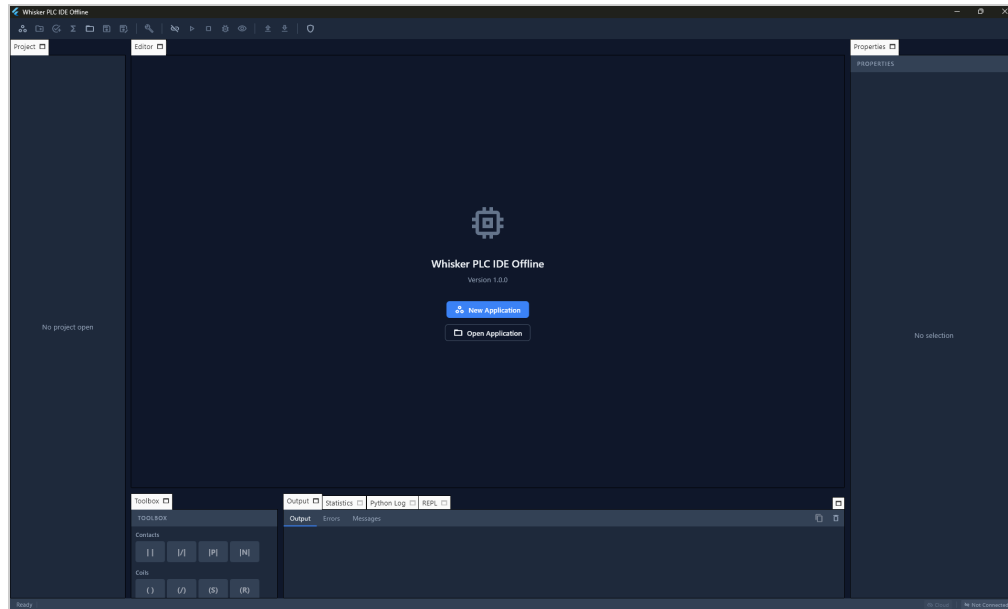 Whisker PLC IDE Offline
Project
Editor
Properties
PROPERTIES
Whisker PLC IDE Offline
Version 1.0.0
New Application
Open Application
No project open
No selection
Toolbox
Output Statistics Python Log REPL
TOOLBOX
Output Errors Messages
Contacts
| | |/| |P| |N|
Coils
( ) (/) (S) (R)
Ready
Cloud Not Connected